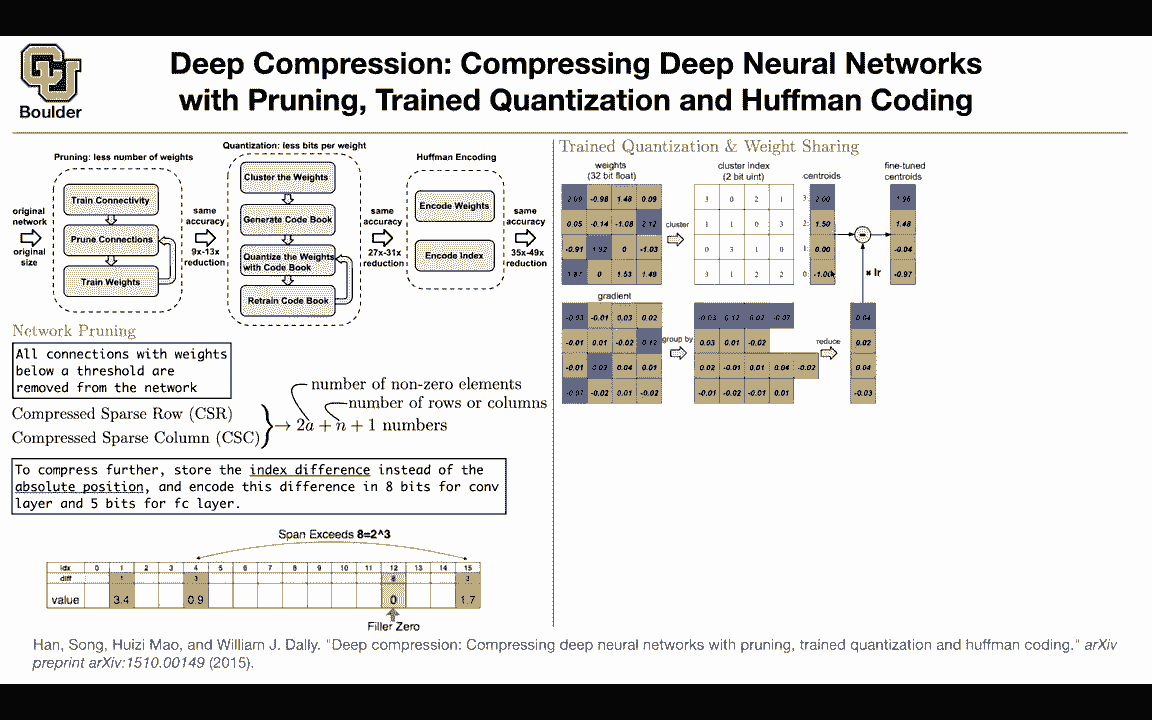 Boulder
Deep Compression: Compressing Deep Neural Networks
with Pruning, Trained Quantization and Huffman Coding
Pruning: less number of weights
Train Connectivity
Prune Connections
Train Weights
original
network
original
size
same
accuracy
9x-13x
reduction
Quantization: less bits per weight
Cluster the Weights
Generate Code Book
Quantize the Weights
with Code Book
Retrain Code Book
same
accuracy
27x-31x
reduction
Huffman Encoding
Encode Weights
Encode Index
same
accuracy
35x-49x
reduction
Network Pruning
All connections with weights
below a threshold are
removed from the network
number of non-zero elements
number of rows or columns
Compressed Sparse Row (CSR)
Compressed Sparse Column (CSC)
→ 2a + n + 1 numbers
To compress further, store the index difference instead of the
absolute position, and encode this difference in 8 bits for conv
layer and 5 bits for fc layer.
Span Exceeds 8=2^3
idx 0 1 2 3 4 5 6 7 8 9 10 11 12 13 14 15
diff 1 3 8 3
value 3.4 0.9 0 1.7
Filler Zero
Trained Quantization & Weight Sharing
weights
(32 bit float)
2.09 -0.98 1.48 0.09
0.05 -0.14 -1.08 2.12
-0.91 1.92 0 -1.03
1.87 0 1.53 1.49
cluster
cluster index
(2 bit uint)
3 0 2 1
1 1 0 3
0 3 1 0
3 1 2 2
centroids
3: 2.00
2: 1.50
1: 0.00
0: -1.00
fine-tuned
centroids
1.96
1.48
-0.04
-0.97
× lr
gradient
-0.03 -0.01 0.03 0.02
-0.01 0.01 -0.02 0.12
-0.01 0.02 0.04 0.01
-0.07 -0.02 0.01 -0.02
group by
-0.03 0.12 0.02 -0.07
0.03 0.01 -0.02
0.02 -0.01 0.01 0.04 -0.02
-0.01 -0.02 -0.01 0.01
reduce
0.04
0.02
0.04
-0.03
Han, Song, Huizi Mao, and William J. Dally. "Deep compression: Compressing deep neural networks with pruning, trained quantization and huffman coding." arXiv
preprint arXiv:1510.00149 (2015).